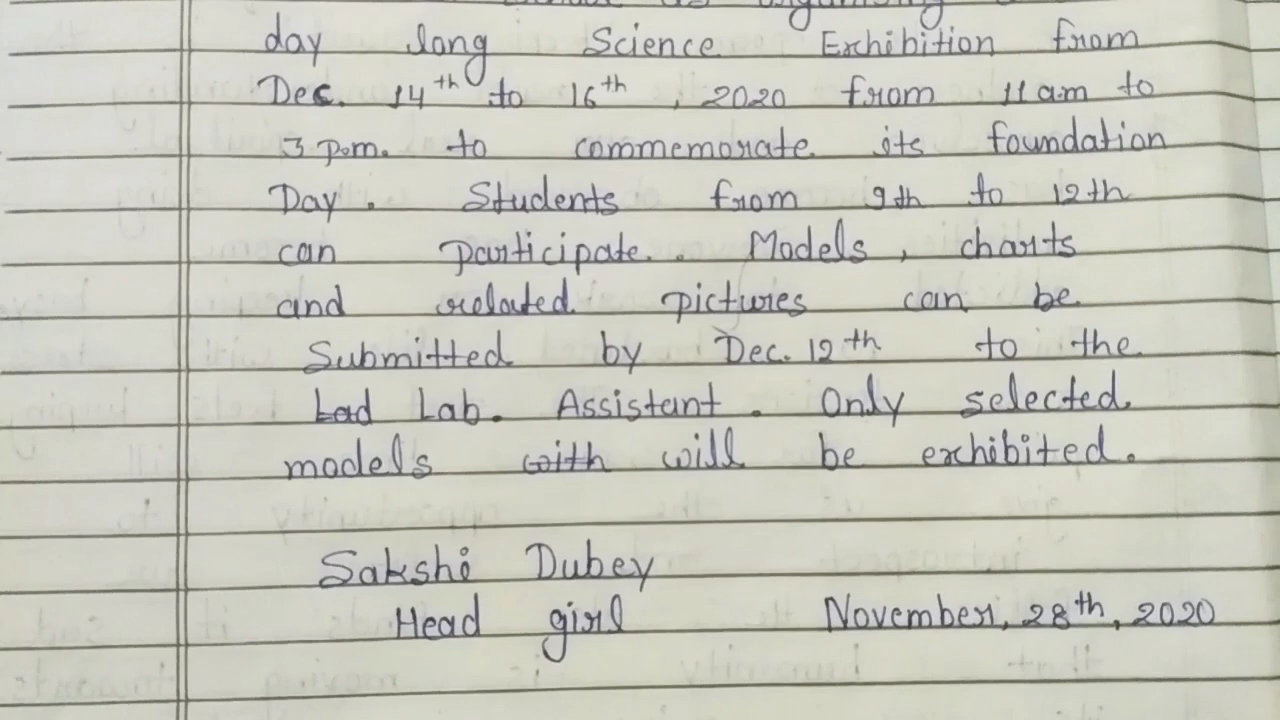 is organising
day long Science Exhibition from
Dec. 14th to 16th, 2020 from 11 am to
3 p.m. to commemorate its foundation
Day. Students from 9th to 12th
can participate. Models, charts
and related pictures can be
Submitted by Dec. 12th to the
Lad Lab. Assistant. Only selected
models with will be exhibited.
Sakshi Dubey
Head girl November, 28th, 2020